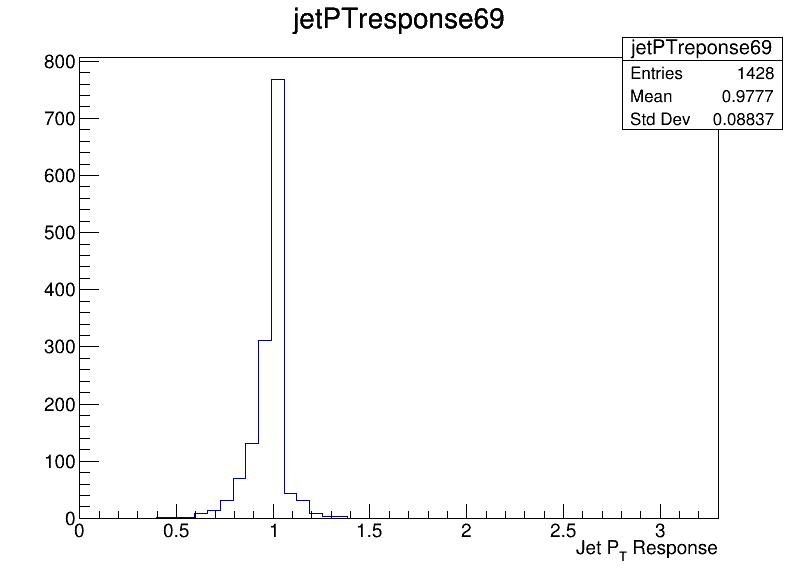 jetPTresponse69
jetPTreponse69
Entries 1428
Mean 0.9777
Std Dev 0.08837
800
700
600
500
400
300
200
100
0
0 0.5 1 1.5 2 2.5 3
Jet PT Response